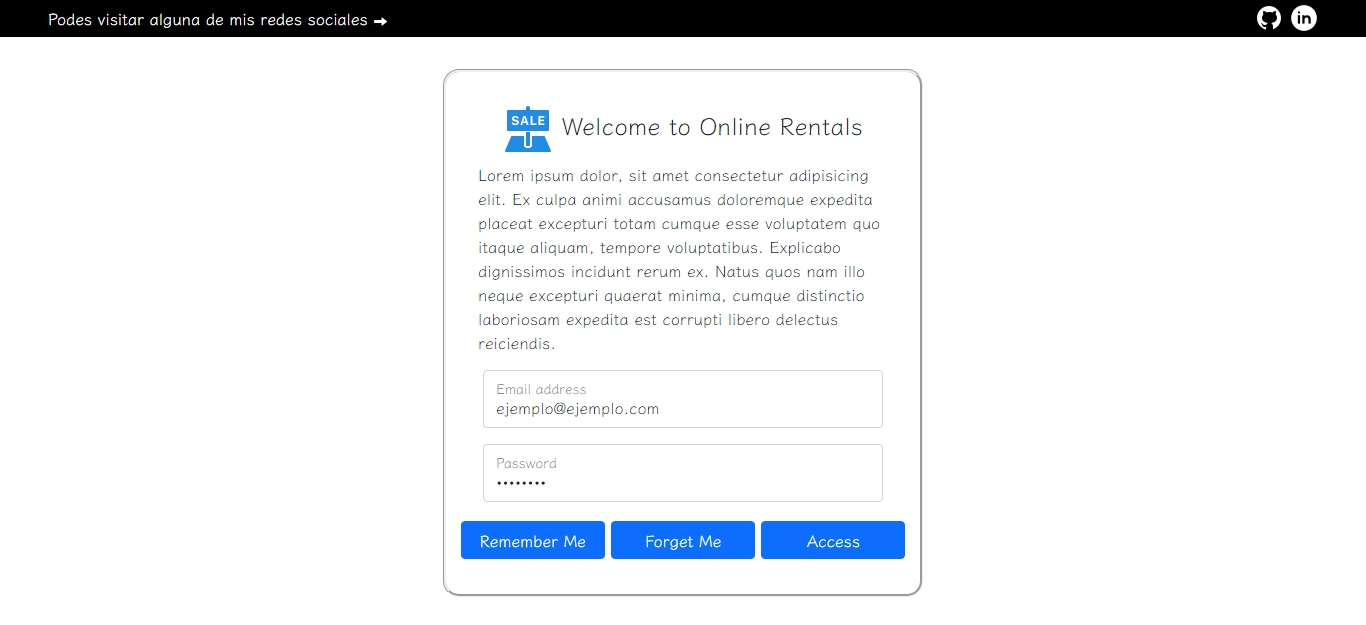 Podes visitar alguna de mis redes sociales ➡
in
SALE
Welcome to Online Rentals
Lorem ipsum dolor, sit amet consectetur adipisicing
elit. Ex culpa animi accusamus doloremque expedita
placeat excepturi totam cumque esse voluptatem quo
itaque aliquam, tempore voluptatibus. Explicabo
dignissimos incidunt rerum ex. Natus quos nam illo
neque excepturi quaerat minima, cumque distinctio
laboriosam expedita est corrupti libero delectus
reiciendis.
Email address
ejemplo@ejemplo.com
Password
••••••••
Remember Me
Forget Me
Access